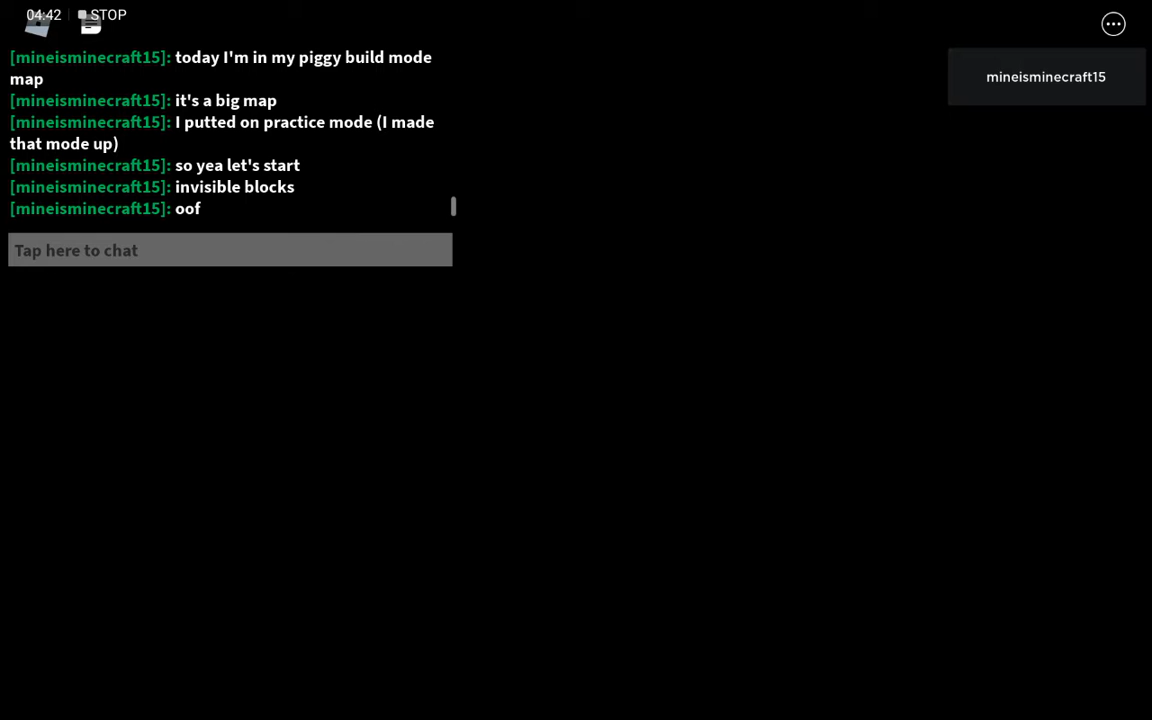 04:42 STOP
[mineisminecraft15]: today I'm in my piggy build mode
map
[mineisminecraft15]: it's a big map
[mineisminecraft15]: I putted on practice mode (I made
that mode up)
[mineisminecraft15]: so yea let's start
[mineisminecraft15]: invisible blocks
[mineisminecraft15]: oof
Tap here to chat
mineisminecraft15